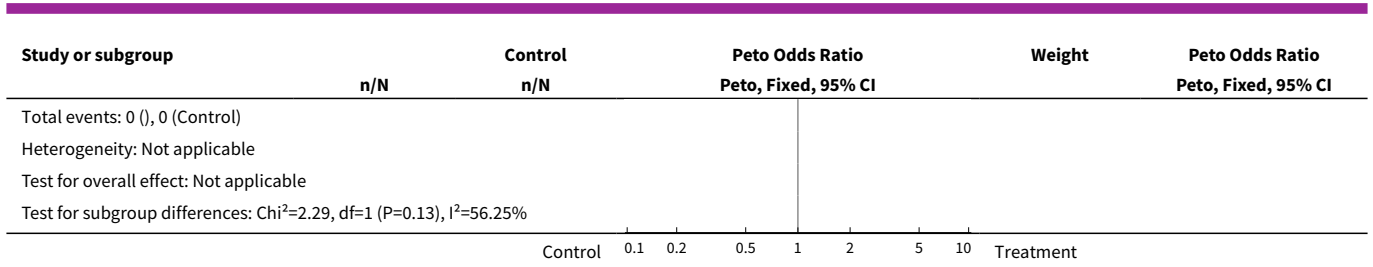 Study or subgroup Control Peto Odds Ratio Weight Peto Odds Ratio
n/N n/N Peto, Fixed, 95% CI Peto, Fixed, 95% CI
Total events: 0 (), 0 (Control)
Heterogeneity: Not applicable
Test for overall effect: Not applicable
Test for subgroup differences: Chi²=2.29, df=1 (P=0.13), I²=56.25%
Control 0.1 0.2 0.5 1 2 5 10 Treatment